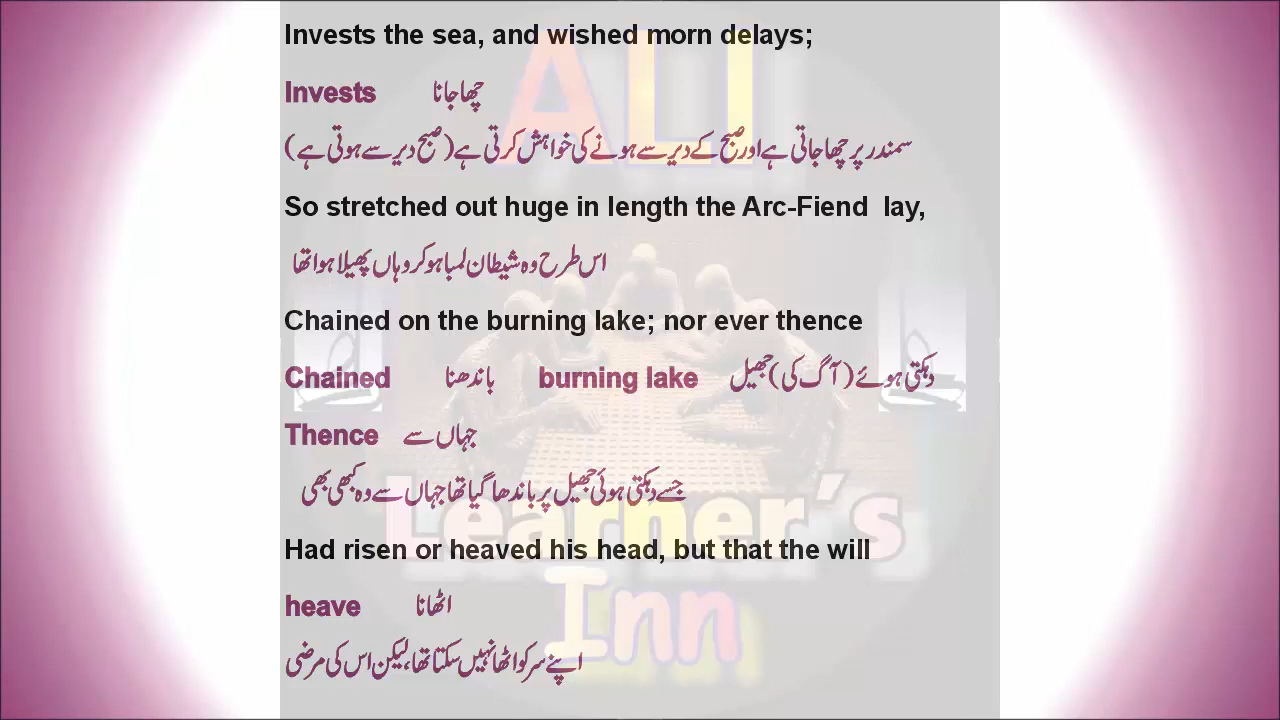 Invests the sea, and wished morn delays;
Invests چھا جانا
سمندر پر چھا جاتی ہے اور صبح کے دیر سے ہونے کی خواہش کرتی ہے (صبح دیر سے ہوتی ہے)
So stretched out huge in length the Arc-Fiend lay,
اس طرح وہ شیطان لمبا ہو کر وہاں پھیلا ہوا تھا
Chained on the burning lake; nor ever thence
Chained باندھنا burning lake دہکتی ہوئے (آگ کی) جھیل
Thence جہاں سے
جسے دہکتی ہوئی جھیل پر باندھا گیا تھا جہاں سے وہ کبھی بھی
Had risen or heaved his head, but that the will
heave اٹھانا
اپنے سر کو اٹھا نہیں سکتا تھا، لیکن اس کی مرضی
ALI
Learner's
Inn